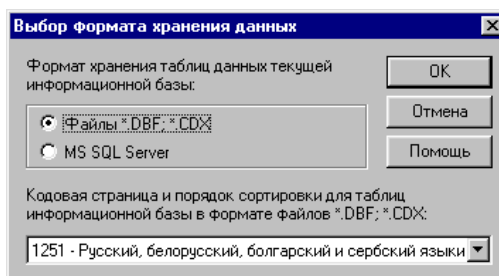 Выбор формата хранения данных
Формат хранения таблиц данных текущей
информационной базы:
Файлы *.DBF; *.CDX
MS SQL Server
OK
Отмена
Помощь
Кодовая страница и порядок сортировки для таблиц
информационной базы в формате файлов *.DBF; *.CDX:
1251 - Русский, белорусский, болгарский и сербский языки